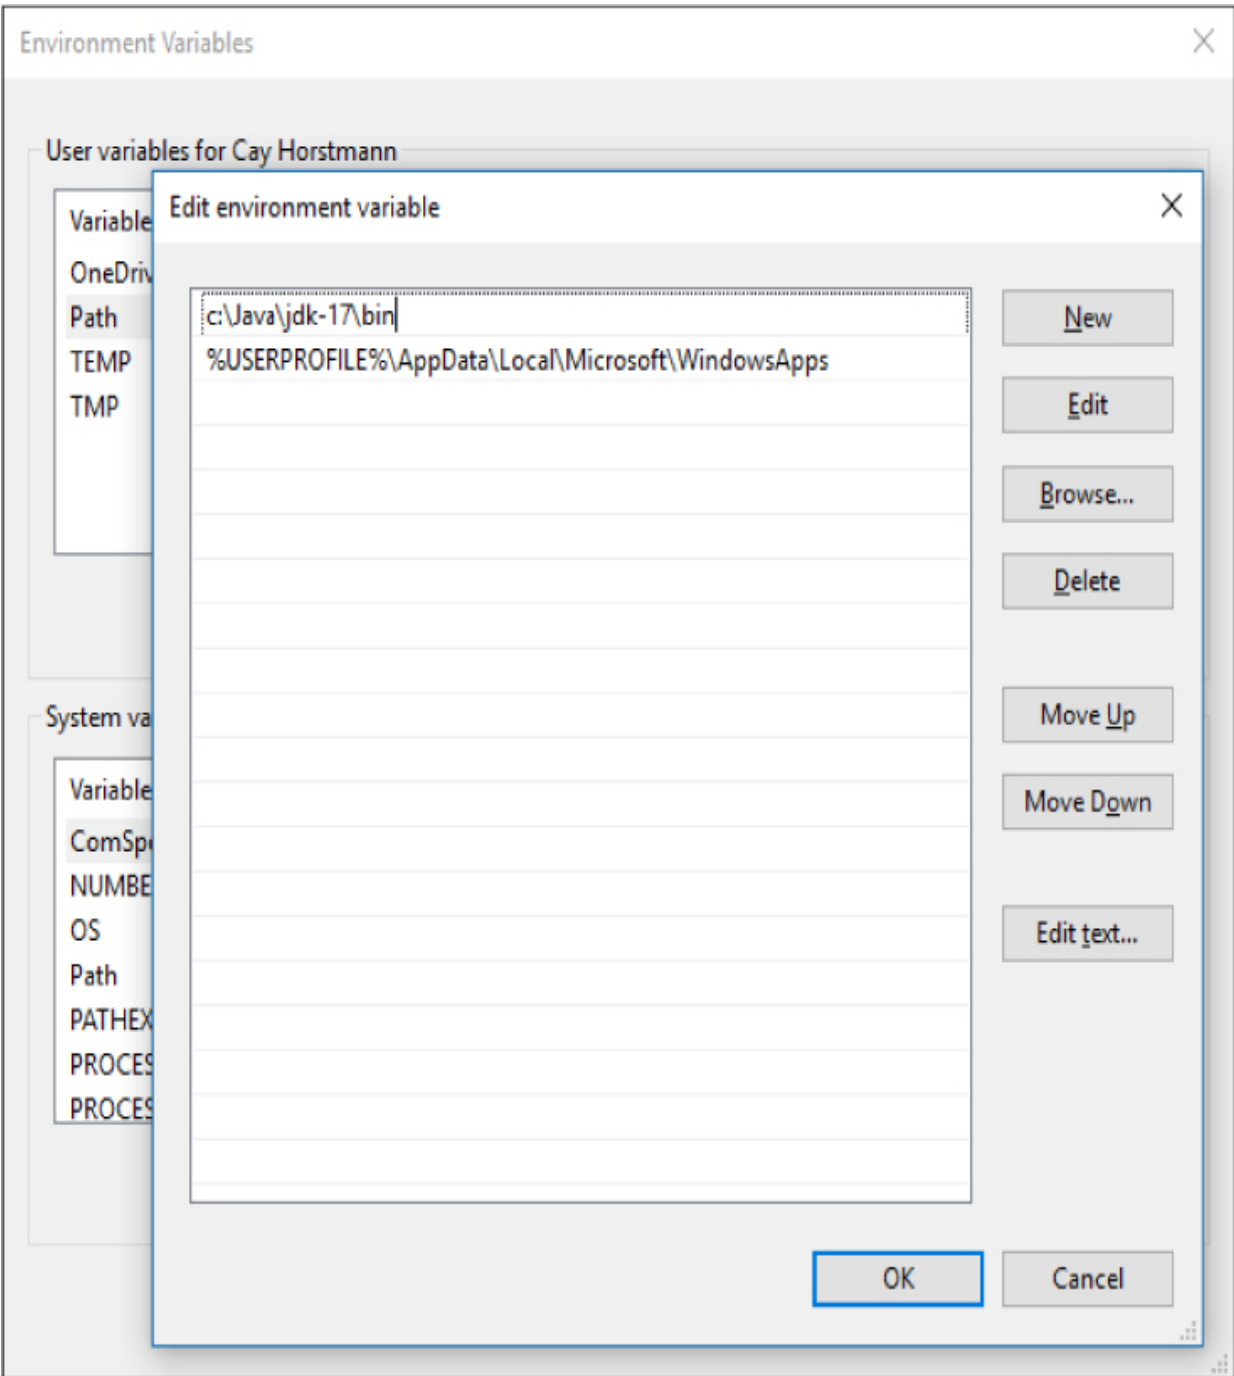 Environment Variables
User variables for Cay Horstmann
Edit environment variable
Variable
OneDriv
Path
TEMP
TMP
c:\Java\jdk-17\bin
%USERPROFILE%\AppData\Local\Microsoft\WindowsApps
New
Edit
Browse...
Delete
Move Up
Move Down
Edit text...
System va
Variable
ComSpe
NUMBE
OS
Path
PATHEX
PROCES
PROCES
OK
Cancel